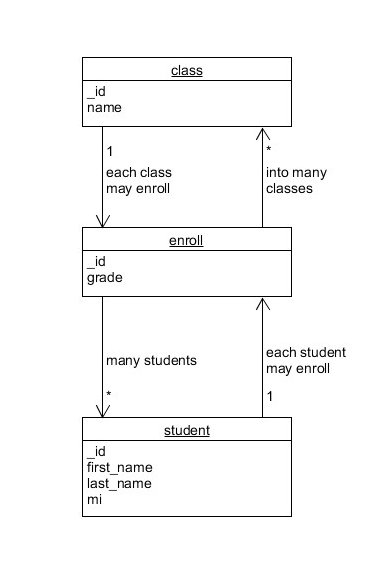 class
_id
name
1
each class
may enroll
*
into many
classes
enroll
_id
grade
many students
*
each student
may enroll
1
student
_id
first_name
last_name
mi